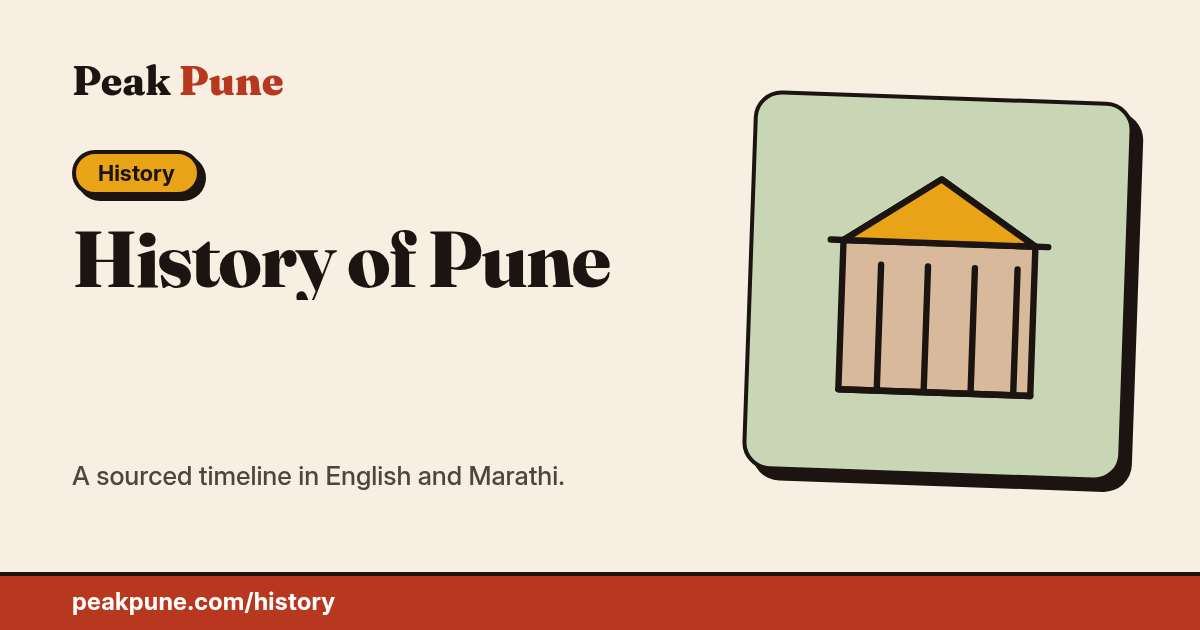 Peak Pune
History
History of Pune
A sourced timeline in English and Marathi.
peakpune.com/history